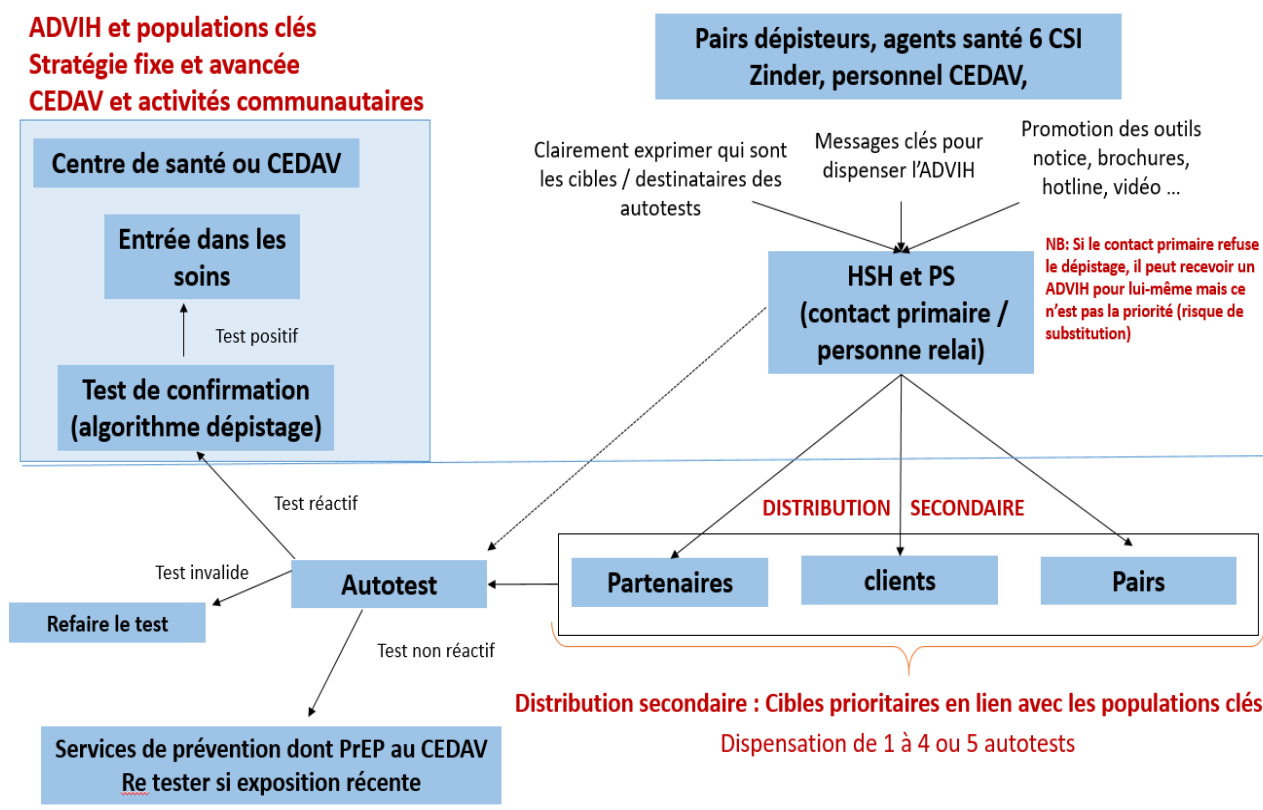 ADVIH et populations clés
Stratégie fixe et avancée
CEDAV et activités communautaires
Centre de santé ou CEDAV
Entrée dans les
soins
Test positif
Test de confirmation
(algorithme dépistage)
Pairs dépisteurs, agents santé 6 CSI
Zinder, personnel CEDAV,
Clairement exprimer qui sont
les cibles / destinataires des
autotests
Messages clés pour
dispenser l’ADVIH
Promotion des outils
notice, brochures,
hotline, vidéo ...
HSH et PS
(contact primaire /
personne relai)
NB: Si le contact primaire refuse
le dépistage, il peut recevoir un
ADVIH pour lui-même mais ce
n’est pas la priorité (risque de
substitution)
Test réactif
Test invalide
Autotest
Refaire le test
Test non réactif
Services de prévention dont PrEP au CEDAV
Re tester si exposition récente
DISTRIBUTION SECONDAIRE
Partenaires
clients
Pairs
Distribution secondaire : Cibles prioritaires en lien avec les populations clés
Dispensation de 1 à 4 ou 5 autotests